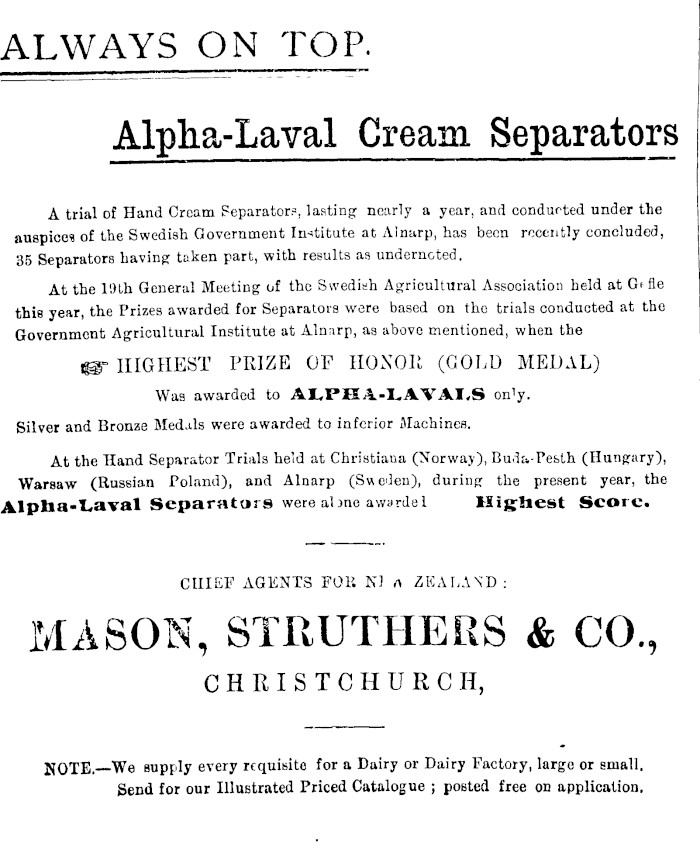 ALWAYS ON TOP.
Alpha-Laval Cream Separators
A trial of Hand Cream Separators, lasting nearly a year, and conducted under the
auspices of the Swedish Government Institute at Alnarp, has been recently concluded,
35 Separators having taken part, with results as undernoted.
At the 19th General Meeting of the Swedish Agricultural Association held at Gefle
this year, the Prizes awarded for Separators were based on the trials conducted at the
Government Agricultural Institute at Alnarp, as above mentioned, when the
☞ HIGHEST PRIZE OF HONOR (GOLD MEDAL)
Was awarded to ALPHA-LAVALS only.
Silver and Bronze Medals were awarded to inferior Machines.
At the Hand Separator Trials held at Christiana (Norway), Buda-Pesth (Hungary),
Warsaw (Russian Poland), and Alnarp (Sweden), during the present year, the
Alpha-Laval Separators were alone awarded Highest Score.
CHIEF AGENTS FOR NEW ZEALAND:
MASON, STRUTHERS & CO.,
CHRISTCHURCH,
NOTE.—We supply every requisite for a Dairy or Dairy Factory, large or small.
Send for our Illustrated Priced Catalogue ; posted free on application.